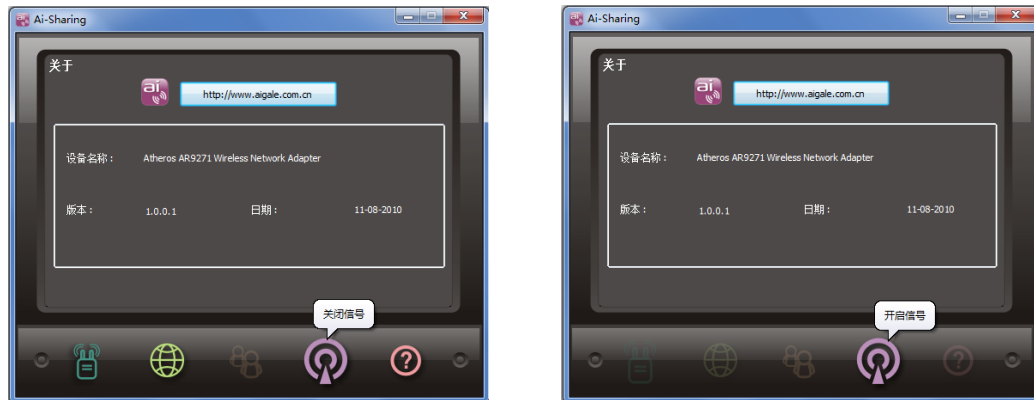 Ai-Sharing
关于
ai
http://www.aigale.com.cn
设备名称： Atheros AR9271 Wireless Network Adapter
版本： 1.0.0.1 日期： 11-08-2010
关闭信号
?
Ai-Sharing
关于
ai
http://www.aigale.com.cn
设备名称： Atheros AR9271 Wireless Network Adapter
版本： 1.0.0.1 日期： 11-08-2010
开启信号
?